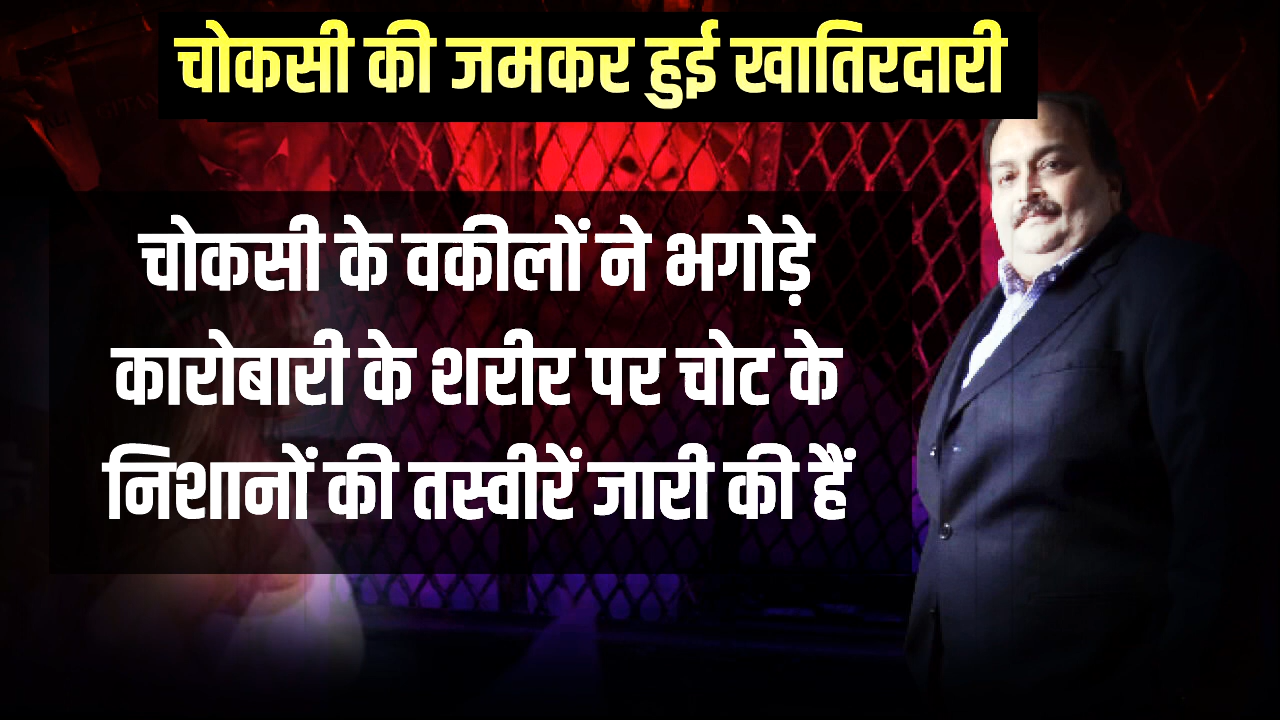 चोकसी की जमकर हुई खातिरदारी
चोकसी के वकीलों ने भगोड़े
कारोबारी के शरीर पर चोट के
निशानों की तस्वीरें जारी की हैं